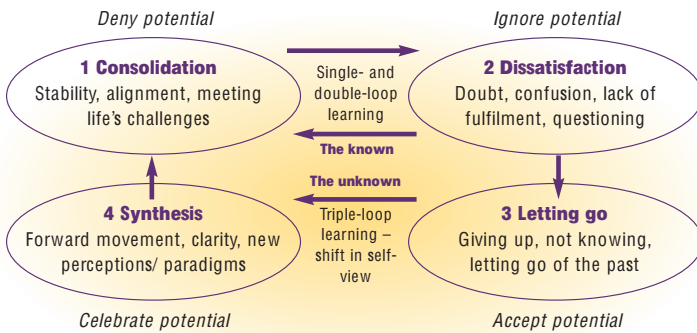 Deny potential
Ignore potential
1 Consolidation
Stability, alignment, meeting
life's challenges
Single- and
double-loop
learning
The known
2 Dissatisfaction
Doubt, confusion, lack of
fulfilment, questioning
4 Synthesis
Forward movement, clarity, new
perceptions/ paradigms
The unknown
Triple-loop
learning –
shift in self-
view
3 Letting go
Giving up, not knowing,
letting go of the past
Celebrate potential
Accept potential